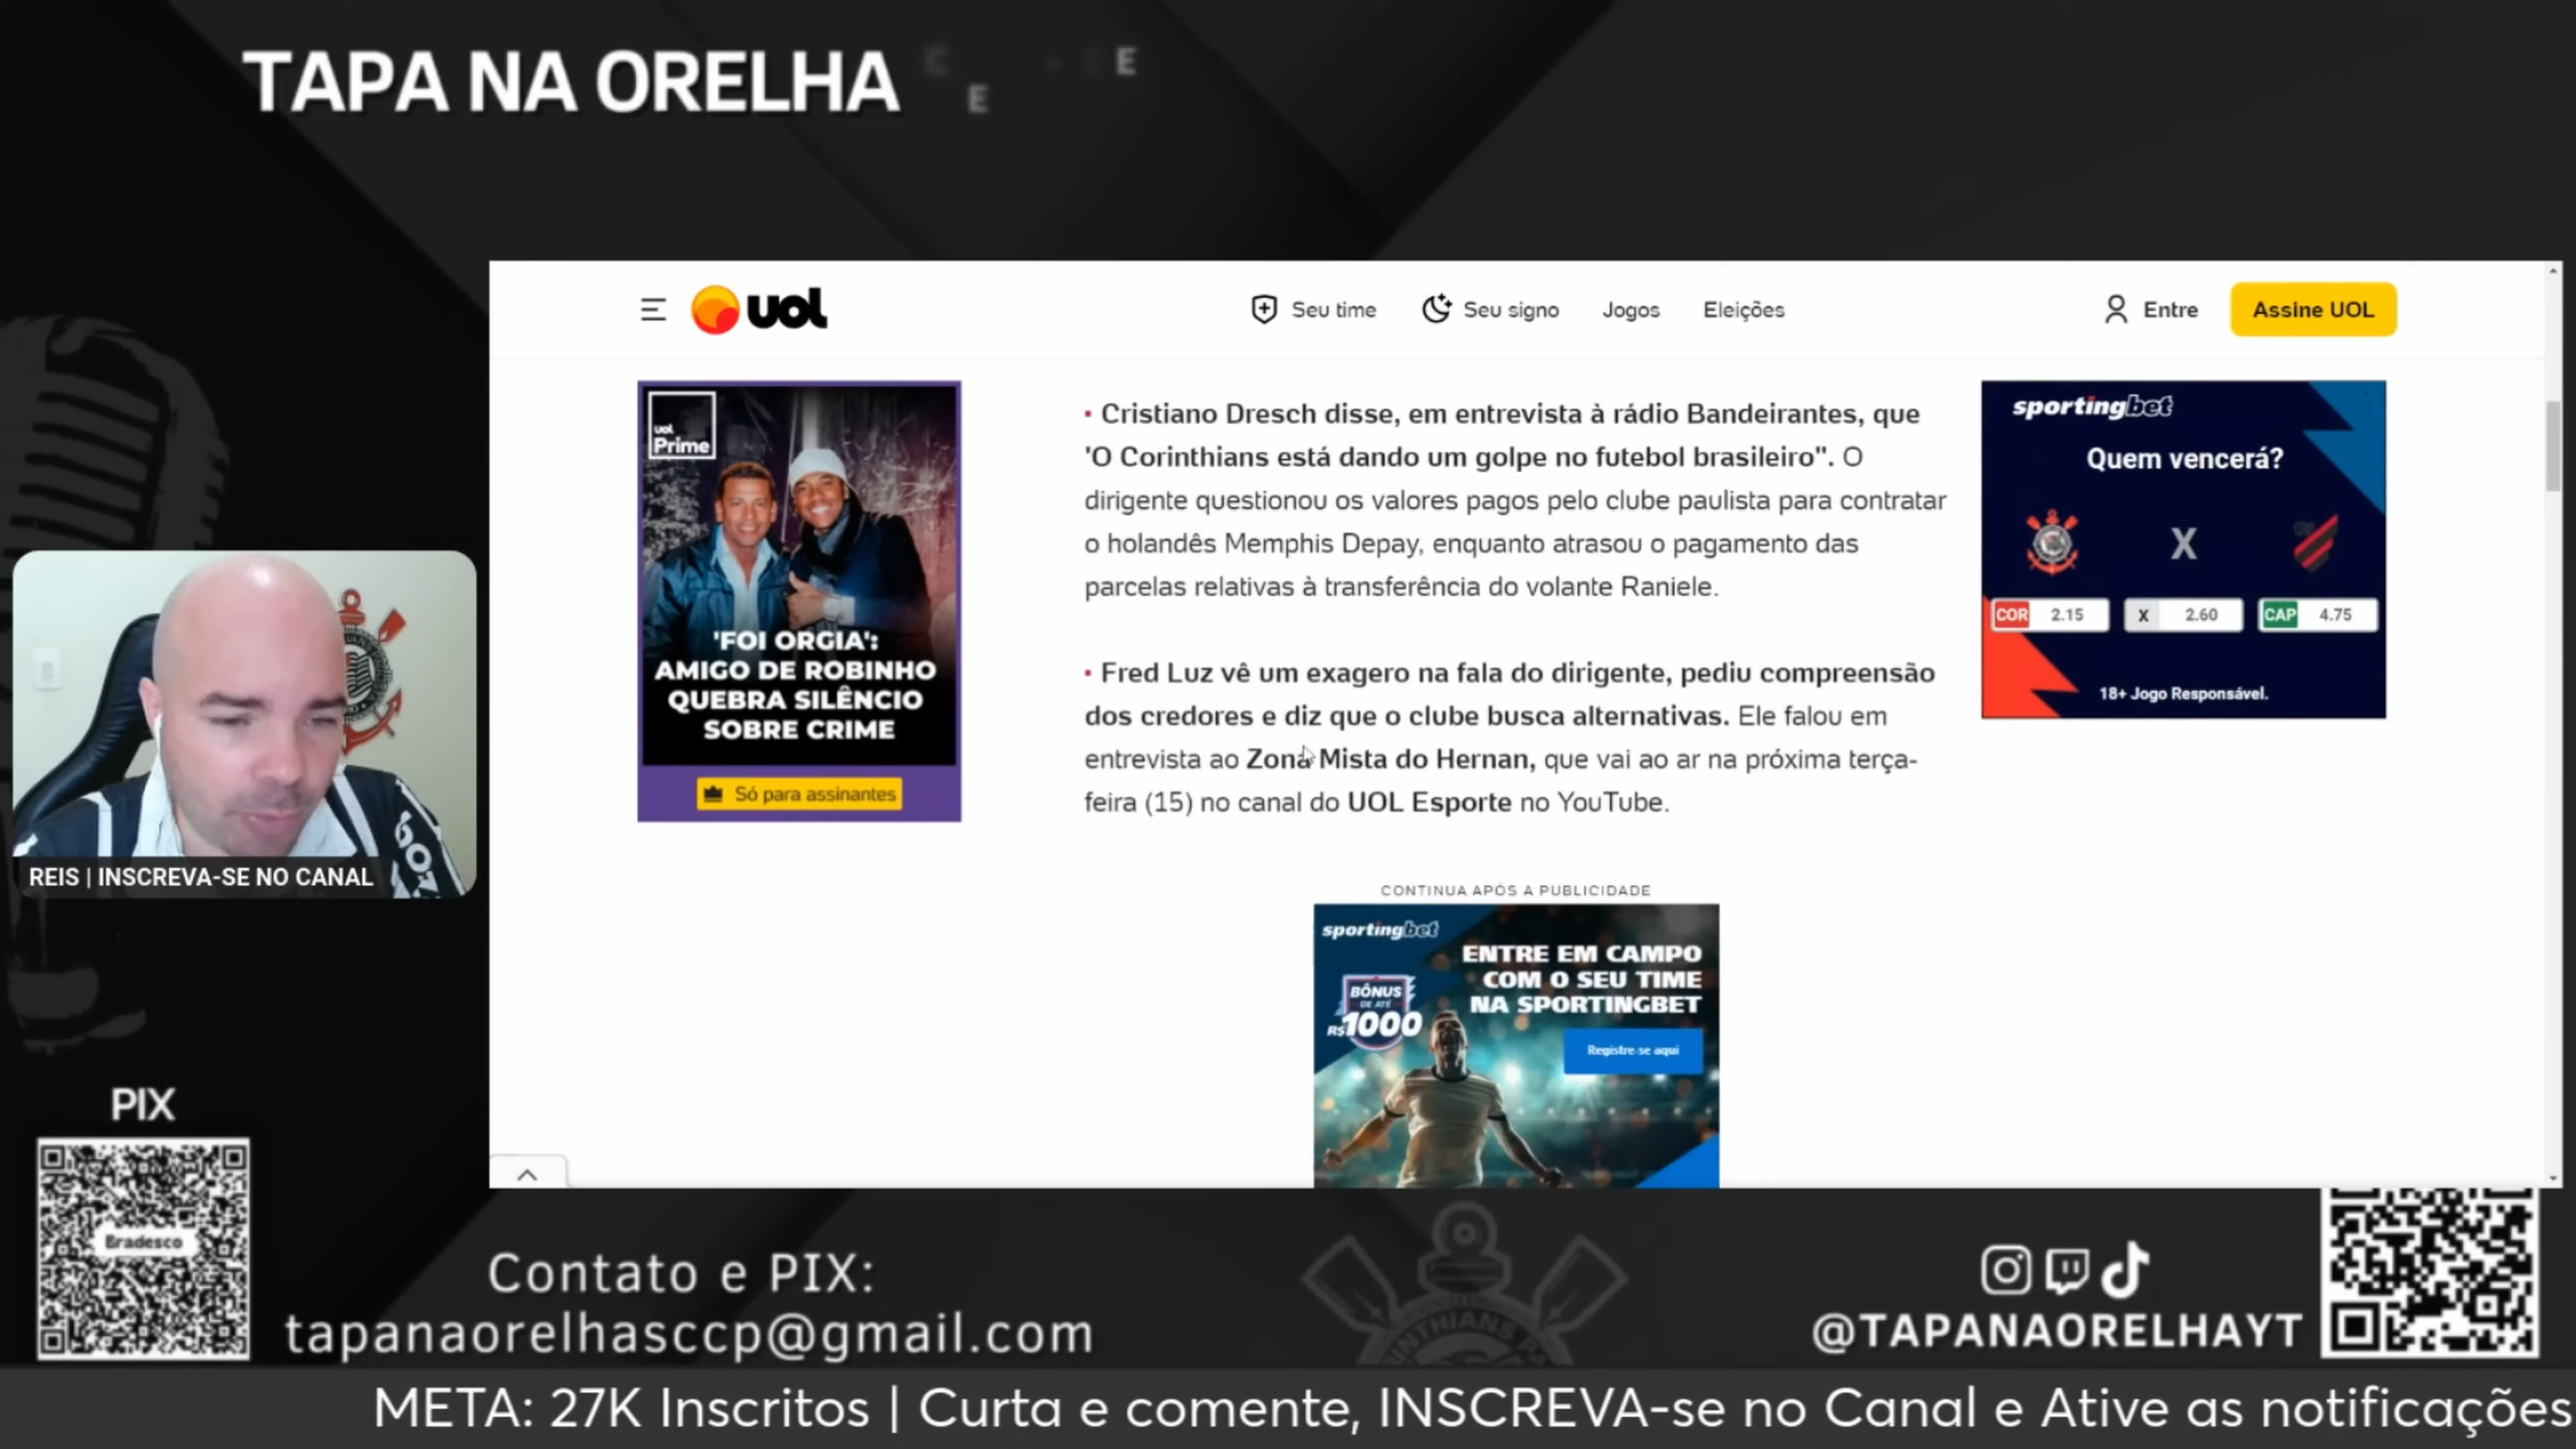 TAPA NA ORELHA
E
E
uol
Seu time
Seu signo
Jogos
Eleições
Entre
Assine UOL
uol
Prime
'FOI ORGIA':
AMIGO DE ROBINHO
QUEBRA SILÊNCIO
SOBRE CRIME
Só para assinantes
· Cristiano Dresch disse, em entrevista à rádio Bandeirantes, que
'O Corinthians está dando um golpe no futebol brasileiro". O
dirigente questionou os valores pagos pelo clube paulista para contratar
o holandês Memphis Depay, enquanto atrasou o pagamento das
parcelas relativas à transferência do volante Raniele.
· Fred Luz vê um exagero na fala do dirigente, pediu compreensão
dos credores e diz que o clube busca alternativas. Ele falou em
entrevista ao Zona Mista do Hernan, que vai ao ar na próxima terça-
feira (15) no canal do UOL Esporte no YouTube.
sportingbet
Quem vencerá?
X
COR 2.15
X 2.60
CAP 4.75
18+ Jogo Responsável.
CONTINUA APÓS A PUBLICIDADE
sportingbet
ENTRE EM CAMPO
COM O SEU TIME
NA SPORTINGBET
BÔNUS
DE ATÉ
R$1000
Registre-se aqui
REIS | INSCREVA-SE NO CANAL
PIX
Bradesco
Contato e PIX:
tapanaorelhasccp@gmail.com
@TAPANAORELHAYT
META: 27K Inscritos | Curta e comente, INSCREVA-se no Canal e Ative as notificações